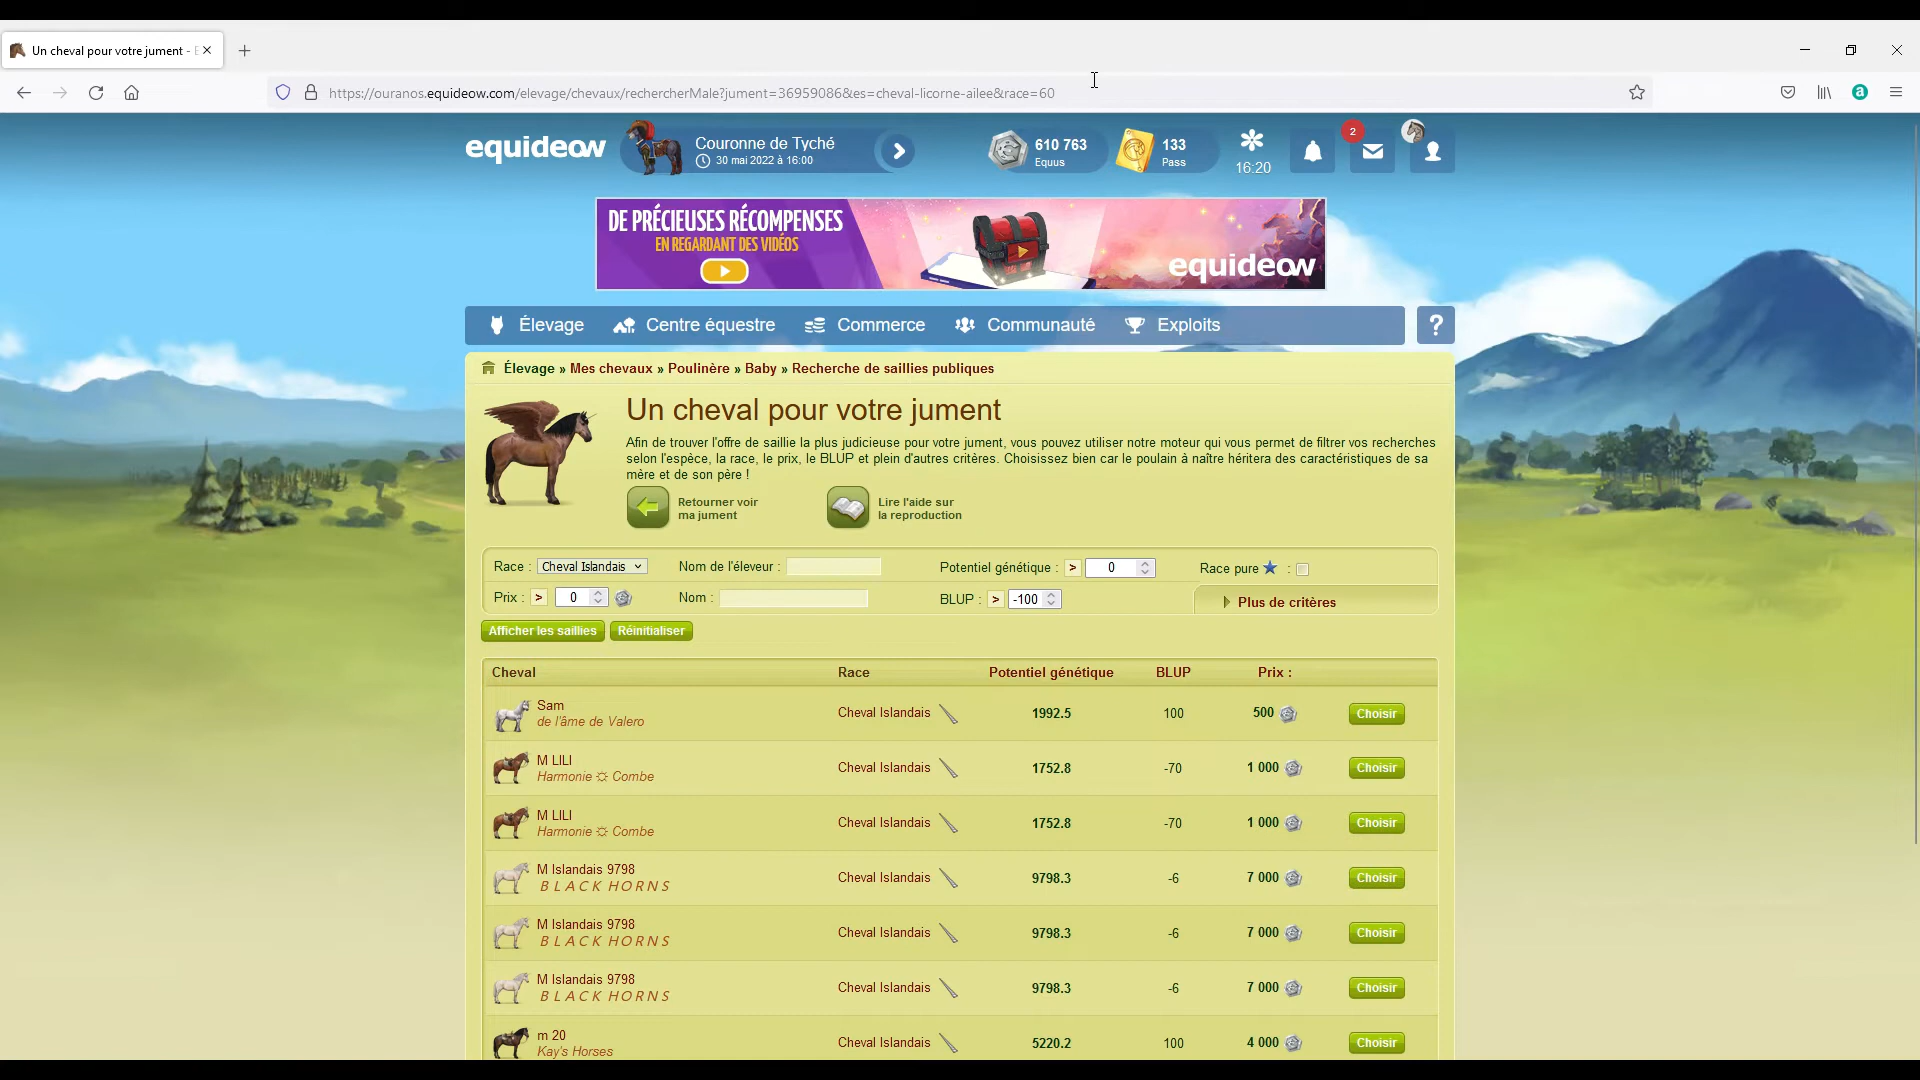 Un cheval pour votre jument -
https://ouranos.equideow.com/elevage/chevaux/rechercherMale?jument=36959086&es=cheval-licorne-ailee&race=60
equideow
Couronne de Tyché
30 mai 2022 à 16:00
610 763
Equus
133
Pass
16:20
2
DE PRÉCIEUSES RÉCOMPENSES
EN REGARDANT DES VIDÉOS
equideow
Élevage Centre équestre Commerce Communauté Exploits ?
Élevage » Mes chevaux » Poulinère » Baby » Recherche de saillies publiques
Un cheval pour votre jument
Afin de trouver l'offre de saillie la plus judicieuse pour votre jument, vous pouvez utiliser notre moteur qui vous permet de filtrer vos recherches
selon l'espèce, la race, le prix, le BLUP et plein d'autres critères. Choisissez bien car le poulain à naître héritera des caractéristiques de sa
mère et de son père !
Retourner voir
ma jument
Lire l'aide sur
la reproduction
Race : Cheval Islandais Nom de l'éleveur : Potentiel génétique : > 0 Race pure :
Prix : > 0 Nom : BLUP : > -100 Plus de critères
Afficher les saillies Réinitialiser
Cheval Race Potentiel génétique BLUP Prix :
Sam
de l'âme de Valero
Cheval Islandais 1992.5 100 500 Choisir
M LILI
Harmonie ☼ Combe
Cheval Islandais 1752.8 -70 1 000 Choisir
M LILI
Harmonie ☼ Combe
Cheval Islandais 1752.8 -70 1 000 Choisir
M Islandais 9798
B L A C K H O R N S
Cheval Islandais 9798.3 -6 7 000 Choisir
M Islandais 9798
B L A C K H O R N S
Cheval Islandais 9798.3 -6 7 000 Choisir
M Islandais 9798
B L A C K H O R N S
Cheval Islandais 9798.3 -6 7 000 Choisir
m 20
Kay's Horses
Cheval Islandais 5220.2 100 4 000 Choisir